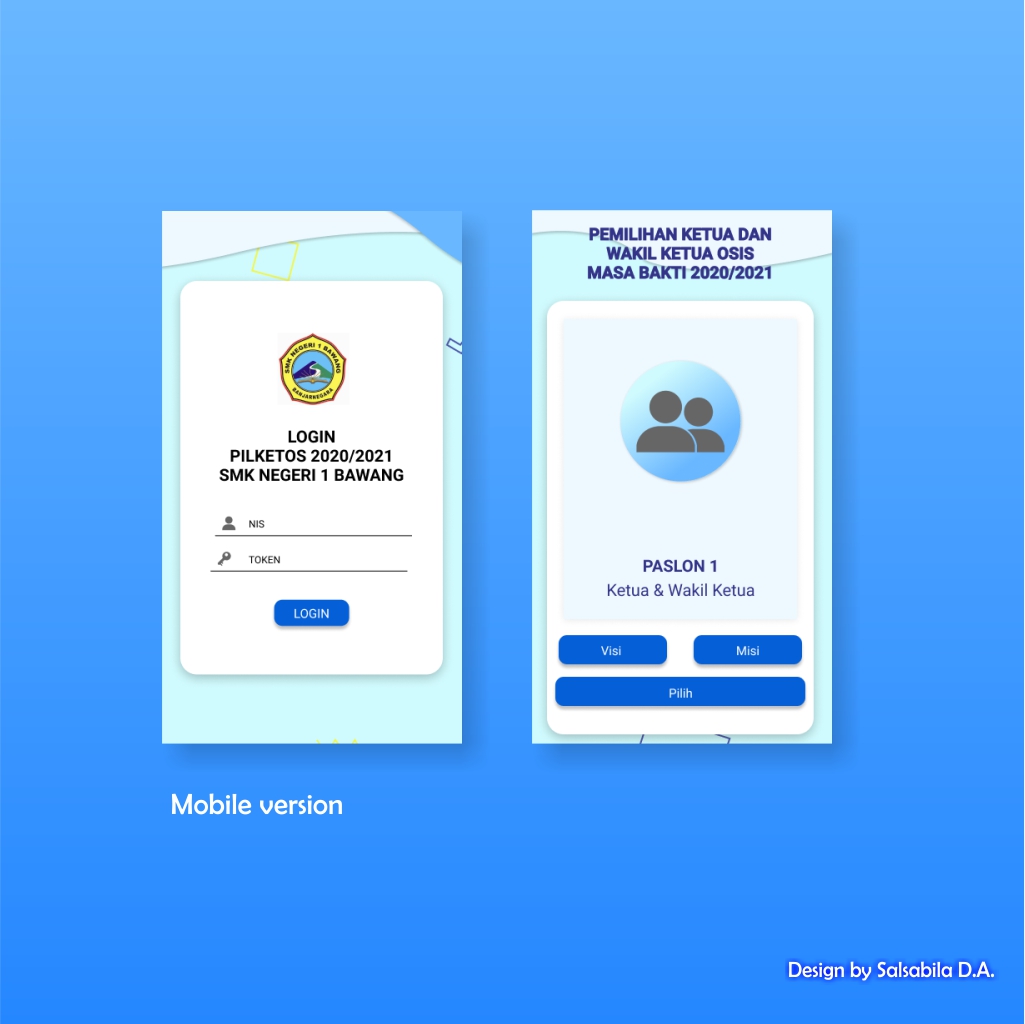 SMK NEGERI 1 BAWANG
BANJARNEGARA
LOGIN
PILKETOS 2020/2021
SMK NEGERI 1 BAWANG
NIS
TOKEN
LOGIN
PEMILIHAN KETUA DAN
WAKIL KETUA OSIS
MASA BAKTI 2020/2021
PASLON 1
Ketua & Wakil Ketua
Visi
Misi
Pilih
Mobile version
Design by Salsabila D.A.